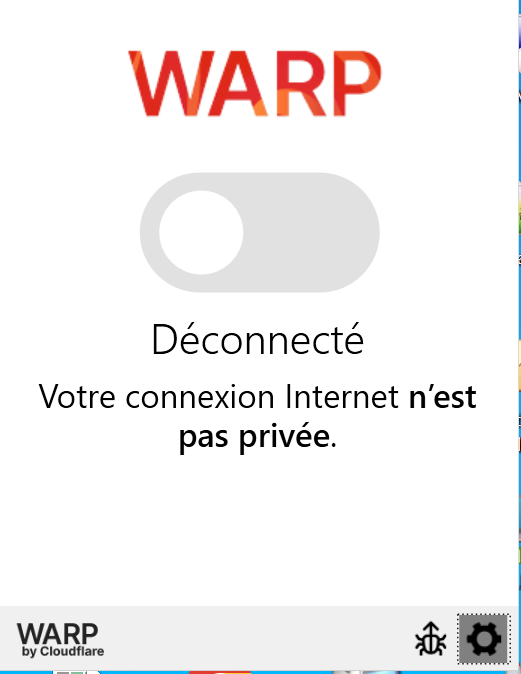 WARP
Déconnecté
Votre connexion Internet n’est
pas privée.
WARP
by Cloudflare